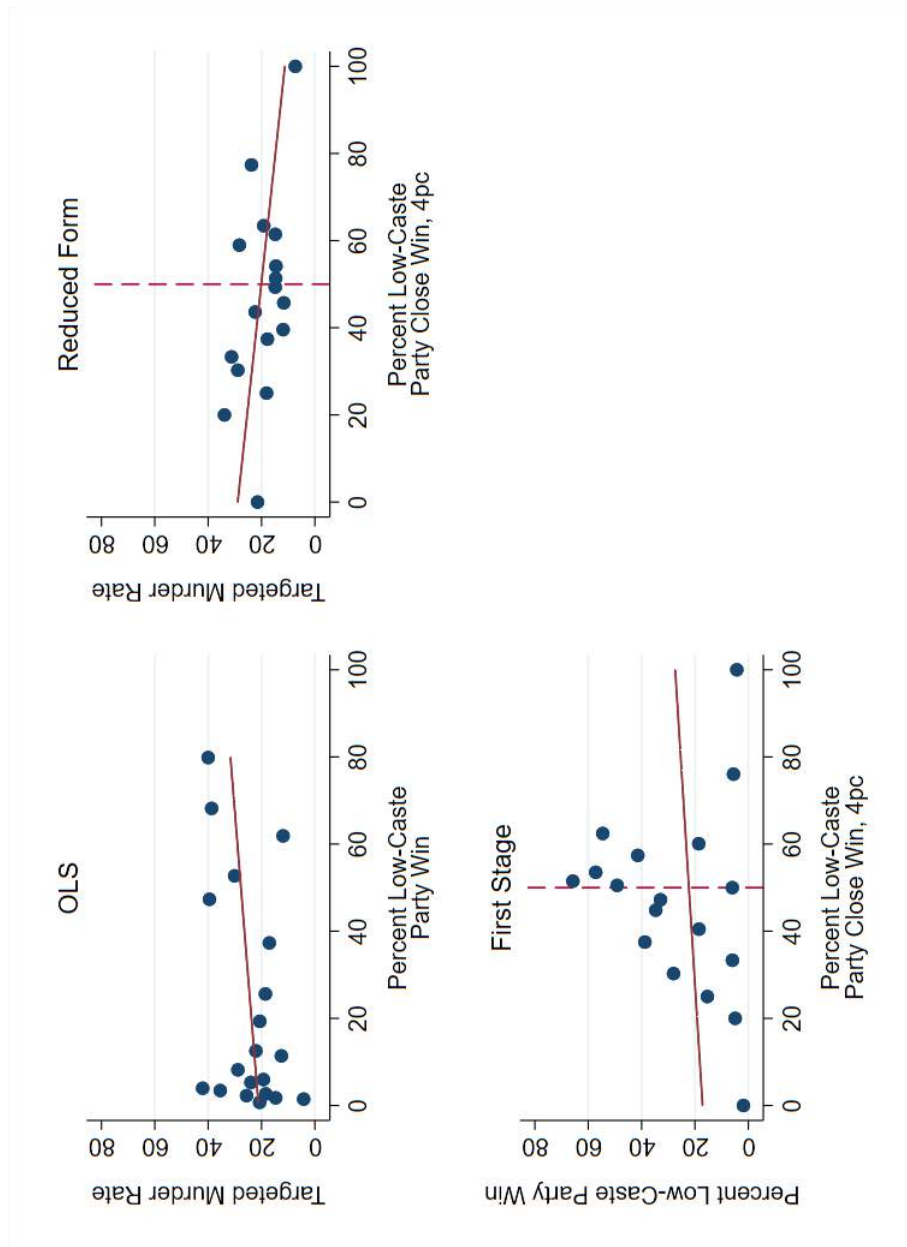 Reduced Form
100
80
60
40
20
0
80 60 40 20 0
Targeted Murder Rate
Percent Low-Caste
Party Close Win, 4pc
OLS
100
80
60
40
20
0
80 60 40 20 0
Targeted Murder Rate
Percent Low-Caste
Party Win
First Stage
100
80
60
40
20
0
80 60 40 20 0
Percent Low-Caste Party Win
Percent Low-Caste
Party Close Win, 4pc